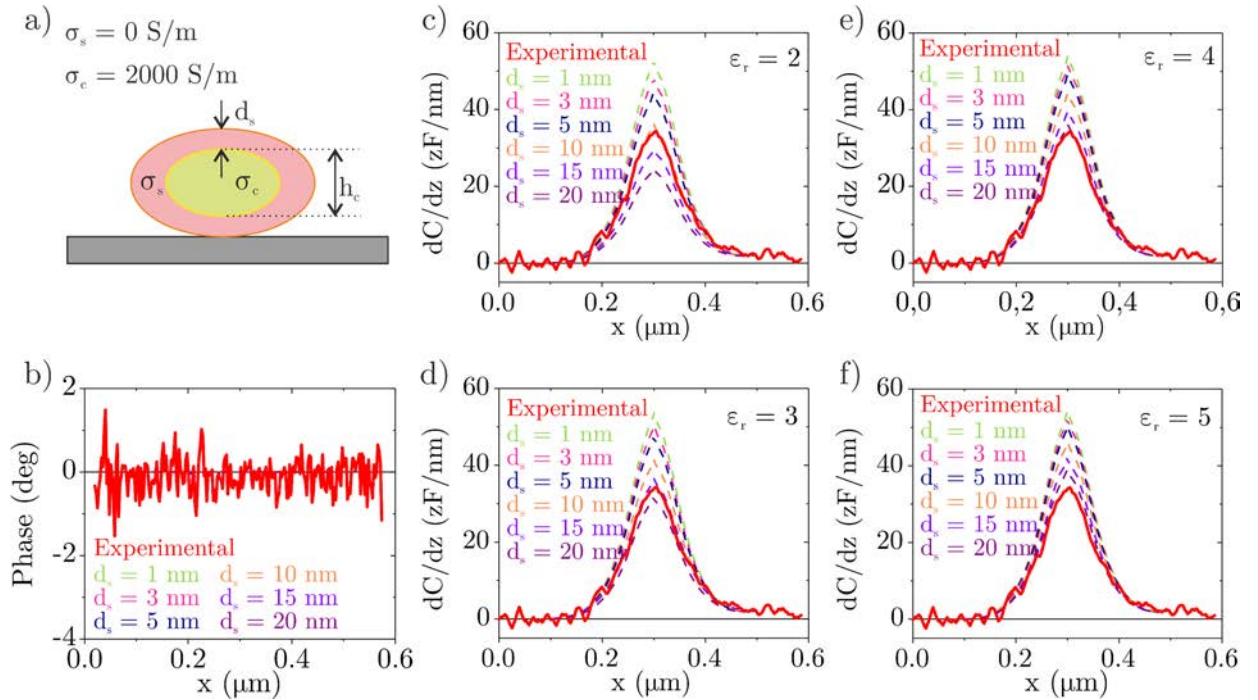 a)
σs = 0 S/m
σc = 2000 S/m
ds
σs
σc
hc
b)
Phase (deg)
2
0
-2
-4
Experimental
ds = 1 nm ds = 10 nm
ds = 3 nm ds = 15 nm
ds = 5 nm ds = 20 nm
0.0 0.2 0.4 0.6
x (μm)
c)
dC/dz (zF/nm)
60
40
20
0
Experimental
εr = 2
ds = 1 nm
ds = 3 nm
ds = 5 nm
ds = 10 nm
ds = 15 nm
ds = 20 nm
0.0 0.2 0.4 0.6
x (μm)
d)
dC/dz (zF/nm)
60
40
20
0
Experimental
εr = 3
ds = 1 nm
ds = 3 nm
ds = 5 nm
ds = 10 nm
ds = 15 nm
ds = 20 nm
0.0 0.2 0.4 0.6
x (μm)
e)
dC/dz (zF/nm)
60
40
20
0
Experimental
εr = 4
ds = 1 nm
ds = 3 nm
ds = 5 nm
ds = 10 nm
ds = 15 nm
ds = 20 nm
0,0 0,2 0,4 0,6
x (μm)
f)
dC/dz (zF/nm)
60
40
20
0
Experimental
εr = 5
ds = 1 nm
ds = 3 nm
ds = 5 nm
ds = 10 nm
ds = 15 nm
ds = 20 nm
0.0 0.2 0.4 0.6
x (μm)